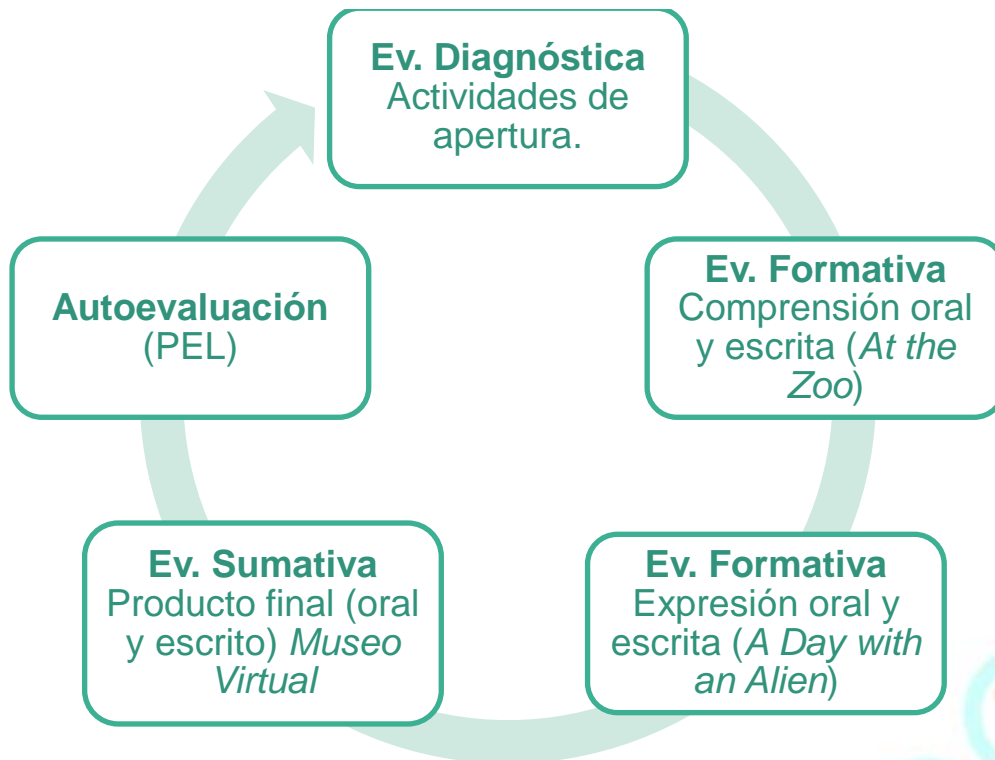 Ev. Diagnóstica
Actividades de
apertura.
Ev. Formativa
Comprensión oral
y escrita (At the
Zoo)
Ev. Formativa
Expresión oral y
escrita (A Day with
an Alien)
Ev. Sumativa
Producto final (oral
y escrito) Museo
Virtual
Autoevaluación
(PEL)